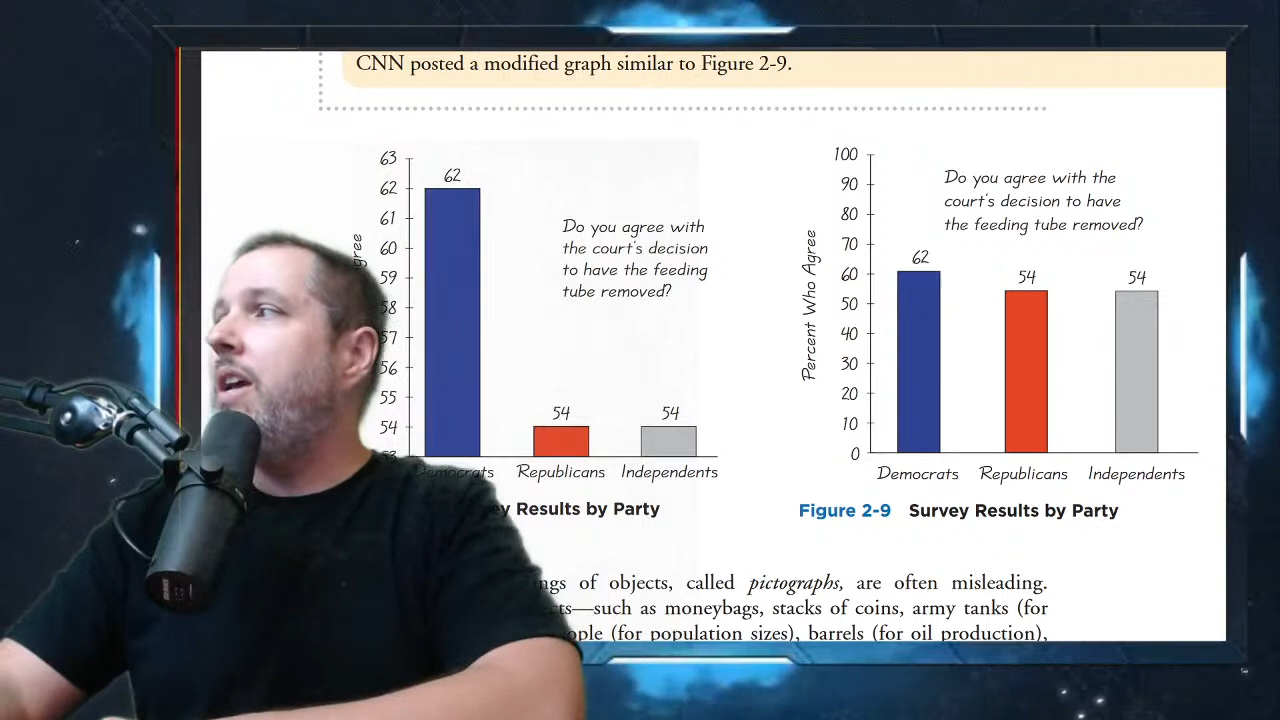 CNN posted a modified graph similar to Figure 2-9.
63
62
61
60
59
58
57
56
55
54
62
54
54
Do you agree with
the court's decision
to have the feeding
tube removed?
Democrats Republicans Independents
Results by Party
100
90
80
70
60
50
40
30
20
10
0
Percent Who Agree
Do you agree with the
court's decision to have
the feeding tube removed?
62
54
54
Democrats Republicans Independents
Figure 2-9 Survey Results by Party
of objects, called pictographs, are often misleading.
such as moneybags, stacks of coins, army tanks (for
(for population sizes), barrels (for oil production),